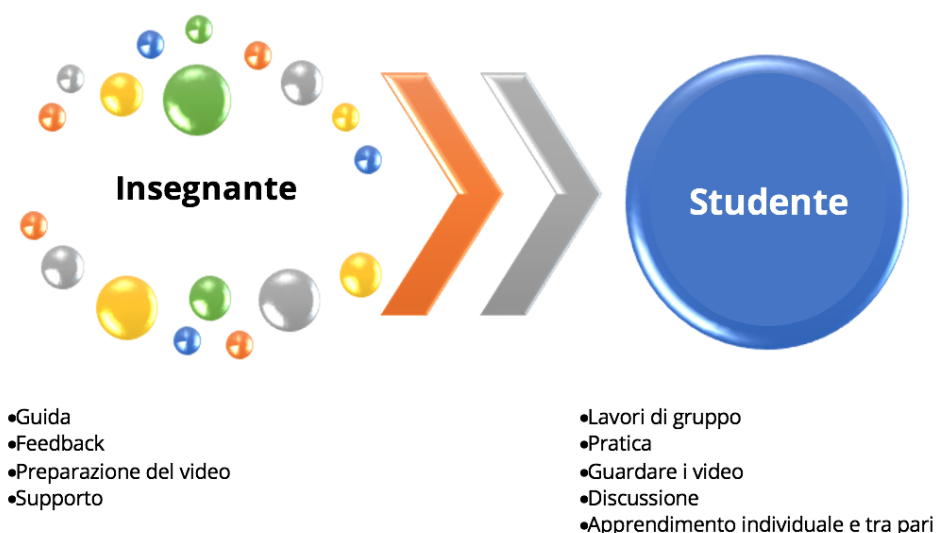 Insegnante
Studente
•Guida
•Feedback
•Preparazione del video
•Supporto
•Lavori di gruppo
•Pratica
•Guardare i video
•Discussione
•Apprendimento individuale e tra pari